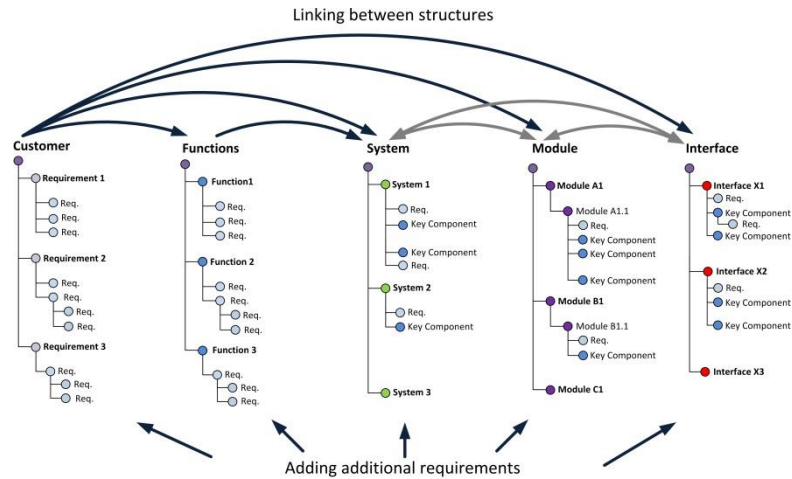 Linking between structures
Customer
Requirement 1
Req.
Req.
Req.
Requirement 2
Req.
Req.
Req.
Req.
Requirement 3
Req.
Req.
Req.
Functions
Function1
Req.
Req.
Req.
Function 2
Req.
Req.
Req.
Req.
Function 3
Req.
Req.
Req.
System
System 1
Req.
Key Component
Key Component
Req.
System 2
Req.
Key Component
System 3
Module
Module A1
Module A1.1
Req.
Key Component
Key Component
Key Component
Module B1
Module B1.1
Req.
Key Component
Module C1
Interface
Interface X1
Req.
Key Component
Req.
Key Component
Interface X2
Req.
Key Component
Key Component
Interface X3
Adding additional requirements